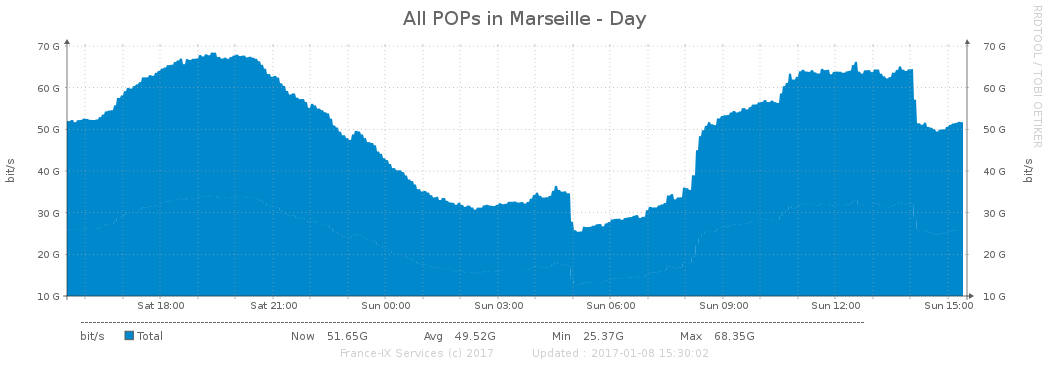 All POPs in Marseille - Day
RRDTOOL / TOBI OETIKER
70 G 70 G
60 G 60 G
50 G 50 G
40 G 40 G
30 G 30 G
20 G 20 G
10 G 10 G
bit/s
bit/s
Sat 18:00 Sat 21:00 Sun 00:00 Sun 03:00 Sun 06:00 Sun 09:00 Sun 12:00 Sun 15:00
bit/s Total Now 51.65G Avg 49.52G Min 25.37G Max 68.35G
France-IX Services (c) 2017 Updated : 2017-01-08 15:30:02